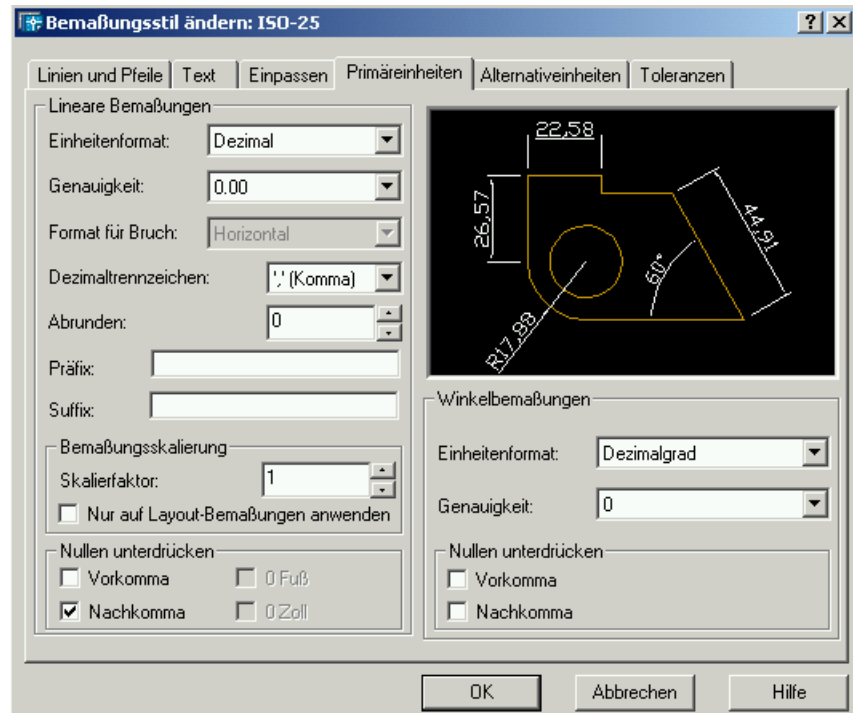 Bemaßungsstil ändern: ISO-25
Linien und Pfeile
Text
Einpassen
Primäreinheiten
Alternativeinheiten
Toleranzen
Lineare Bemaßungen
Einheitenformat:
Dezimal
Genauigkeit:
0.00
Format für Bruch:
Horizontal
Dezimaltrennzeichen:
',' (Komma)
Abrunden:
0
Präfix:
Suffix:
Bemaßungsskalierung
Skalierfaktor:
1
Nur auf Layout-Bemaßungen anwenden
Nullen unterdrücken
Vorkomma
0 Fuß
Nachkomma
0 Zoll
22,58
26,57
44,91
60°
R17,98
Winkelbemaßungen
Einheitenformat:
Dezimalgrad
Genauigkeit:
0
Nullen unterdrücken
Vorkomma
Nachkomma
OK
Abbrechen
Hilfe